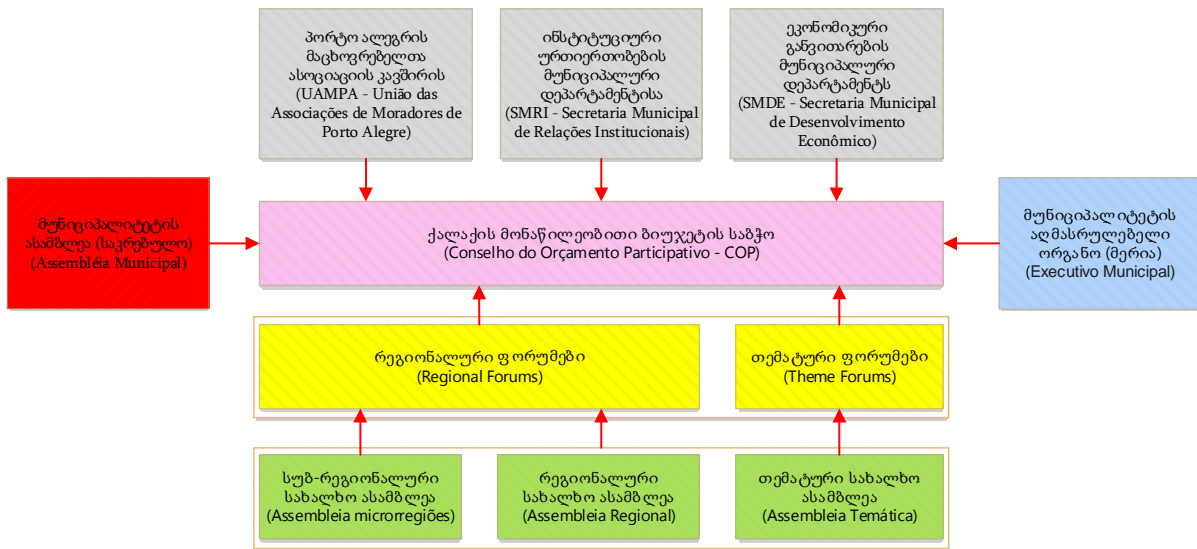 პორტო ალეგრის
მაცხოვრებელთა
ასოციაციის კავშირის
(UAMPA - União das
Associações de Moradores de
Porto Alegre)
ინსტიტუციური
ურთიერთობების
მუნიციპალური
დეპარტამენტისა
(SMRI - Secretaria Municipal
de Relações Institucionais)
ეკონომიკური
განვითარების
მუნიციპალური
დეპარტამენტს
(SMDE - Secretaria Municipal
de Desenvolvimento
Econômico)
მუნიციპალიტეტის
ასამბლეა (საკრებულო)
(Assembléia Municipal)
ქალაქის მონაწილეობითი ბიუჯეტის საბჭო
(Conselho do Orçamento Participativo - COP)
მუნიციპალიტეტის
აღმასრულებელი
ორგანო (მერია)
(Executivo Municipal)
რეგიონალური ფორუმები
(Regional Forums)
თემატური ფორუმები
(Theme Forums)
სუბ-რეგიონალური
სახალხო ასამბლეა
(Assembleia microrregiões)
რეგიონალური
სახალხო ასამბლეა
(Assembleia Regional)
თემატური სახალხო
ასამბლეა
(Assembleia Temática)